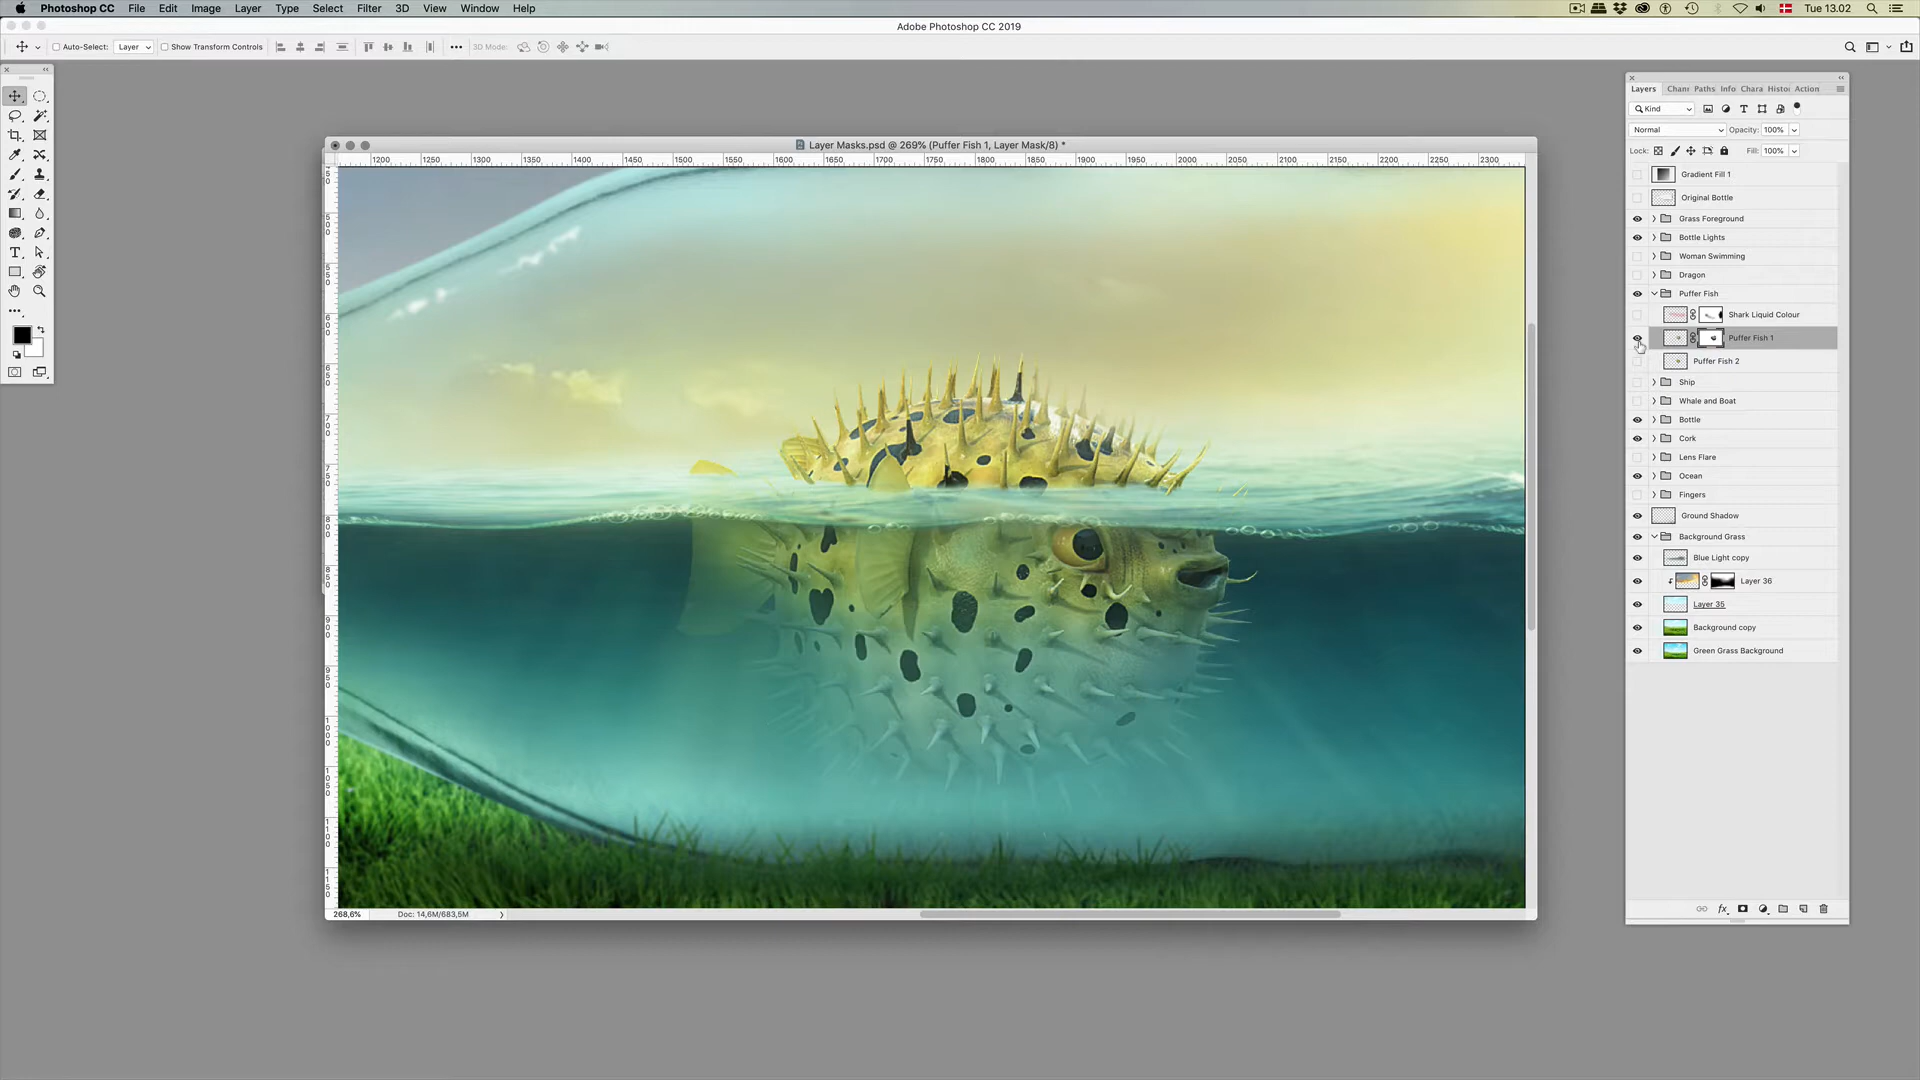 Photoshop CC File Edit Image Layer Type Select Filter 3D View Window Help Tue 13.02
Adobe Photoshop CC 2019
Auto-Select: Layer Show Transform Controls 3D Mode:
Layers Chann Paths Info Chara Histo Action
Kind
Normal Opacity: 100%
Lock: Fill: 100%
Layer Masks.psd @ 269% (Puffer Fish 1, Layer Mask/8) *
1200 1250 1300 1350 1400 1450 1500 1550 1600 1650 1700 1750 1800 1850 1900 1950 2000 2050 2100 2150 2200 2250 2300
Gradient Fill 1
Original Bottle
Grass Foreground
Bottle Lights
Woman Swimming
Dragon
Puffer Fish
Shark Liquid Colour
Puffer Fish 1
Puffer Fish 2
Ship
Whale and Boat
Bottle
Cork
Lens Flare
Ocean
Fingers
Ground Shadow
Background Grass
Blue Light copy
Layer 36
Layer 35
Background copy
Green Grass Background
268,6% Doc: 14,6M/683,5M
fx